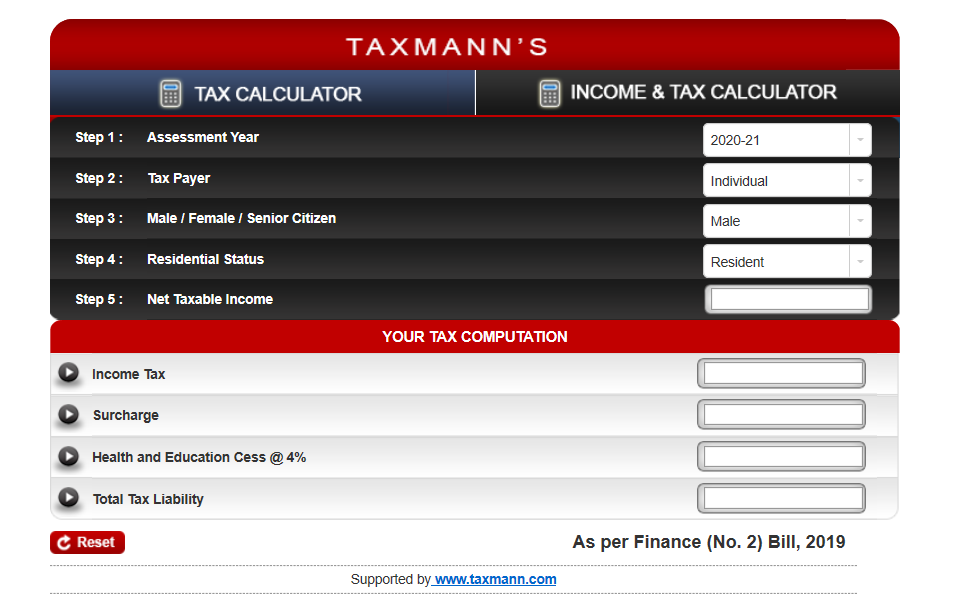 TAXMANN'S
TAX CALCULATOR
INCOME & TAX CALCULATOR
Step 1 : Assessment Year 2020-21
Step 2 : Tax Payer Individual
Step 3 : Male / Female / Senior Citizen Male
Step 4 : Residential Status Resident
Step 5 : Net Taxable Income
YOUR TAX COMPUTATION
Income Tax
Surcharge
Health and Education Cess @ 4%
Total Tax Liability
Reset
As per Finance (No. 2) Bill, 2019
Supported by www.taxmann.com